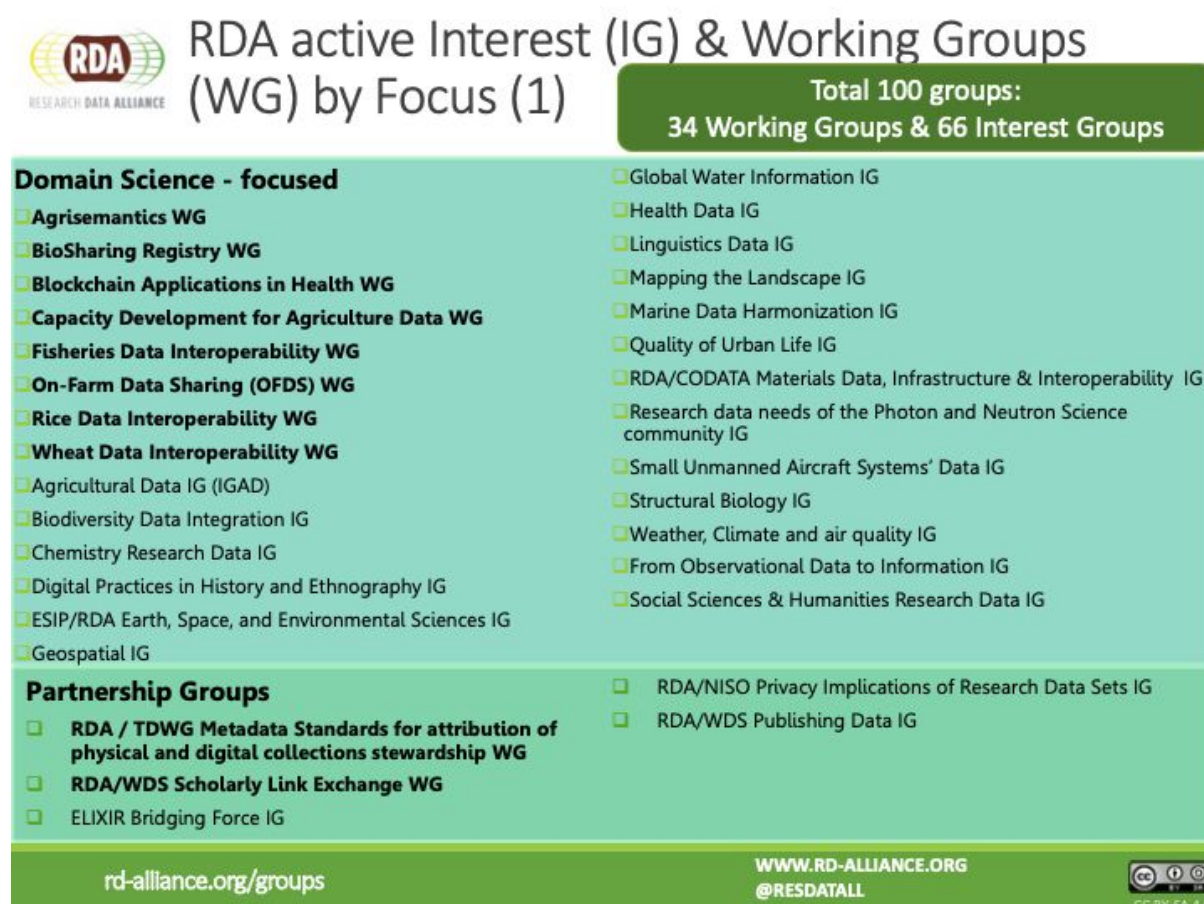 RDA
RESEARCH DATA ALLIANCE
RDA active Interest (IG) & Working Groups
(WG) by Focus (1)
Total 100 groups:
34 Working Groups & 66 Interest Groups
Domain Science - focused
Agrisemantics WG
BioSharing Registry WG
Blockchain Applications in Health WG
Capacity Development for Agriculture Data WG
Fisheries Data Interoperability WG
On-Farm Data Sharing (OFDS) WG
Rice Data Interoperability WG
Wheat Data Interoperability WG
Agricultural Data IG (IGAD)
Biodiversity Data Integration IG
Chemistry Research Data IG
Digital Practices in History and Ethnography IG
ESIP/RDA Earth, Space, and Environmental Sciences IG
Geospatial IG
Global Water Information IG
Health Data IG
Linguistics Data IG
Mapping the Landscape IG
Marine Data Harmonization IG
Quality of Urban Life IG
RDA/CODATA Materials Data, Infrastructure & Interoperability IG
Research data needs of the Photon and Neutron Science
community IG
Small Unmanned Aircraft Systems' Data IG
Structural Biology IG
Weather, Climate and air quality IG
From Observational Data to Information IG
Social Sciences & Humanities Research Data IG
Partnership Groups
RDA / TDWG Metadata Standards for attribution of
physical and digital collections stewardship WG
RDA/WDS Scholarly Link Exchange WG
ELIXIR Bridging Force IG
RDA/NISO Privacy Implications of Research Data Sets IG
RDA/WDS Publishing Data IG
rd-alliance.org/groups
WWW.RD-ALLIANCE.ORG
@RESDATALL
cc
BY